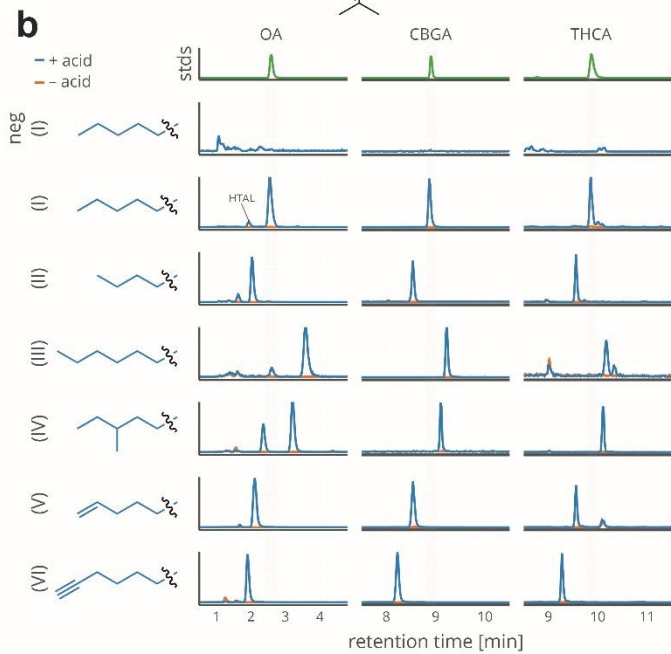 b
OA CBGA THCA
+ acid
– acid
stds
neg
(I)
(I)
HTAL
(II)
(III)
(IV)
(V)
(VI)
1 2 3 4 8 9 10 9 10 11
retention time [min]